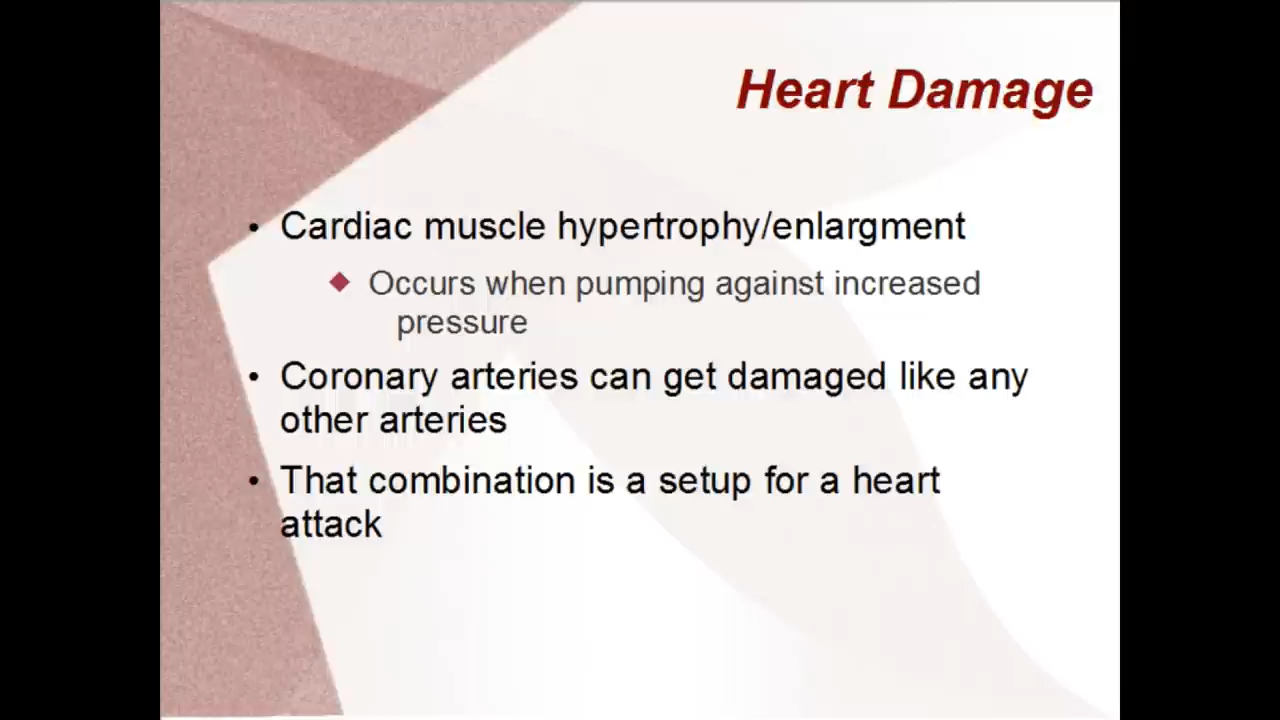 Heart Damage
• Cardiac muscle hypertrophy/enlargment
◆ Occurs when pumping against increased
pressure
• Coronary arteries can get damaged like any
other arteries
• That combination is a setup for a heart
attack